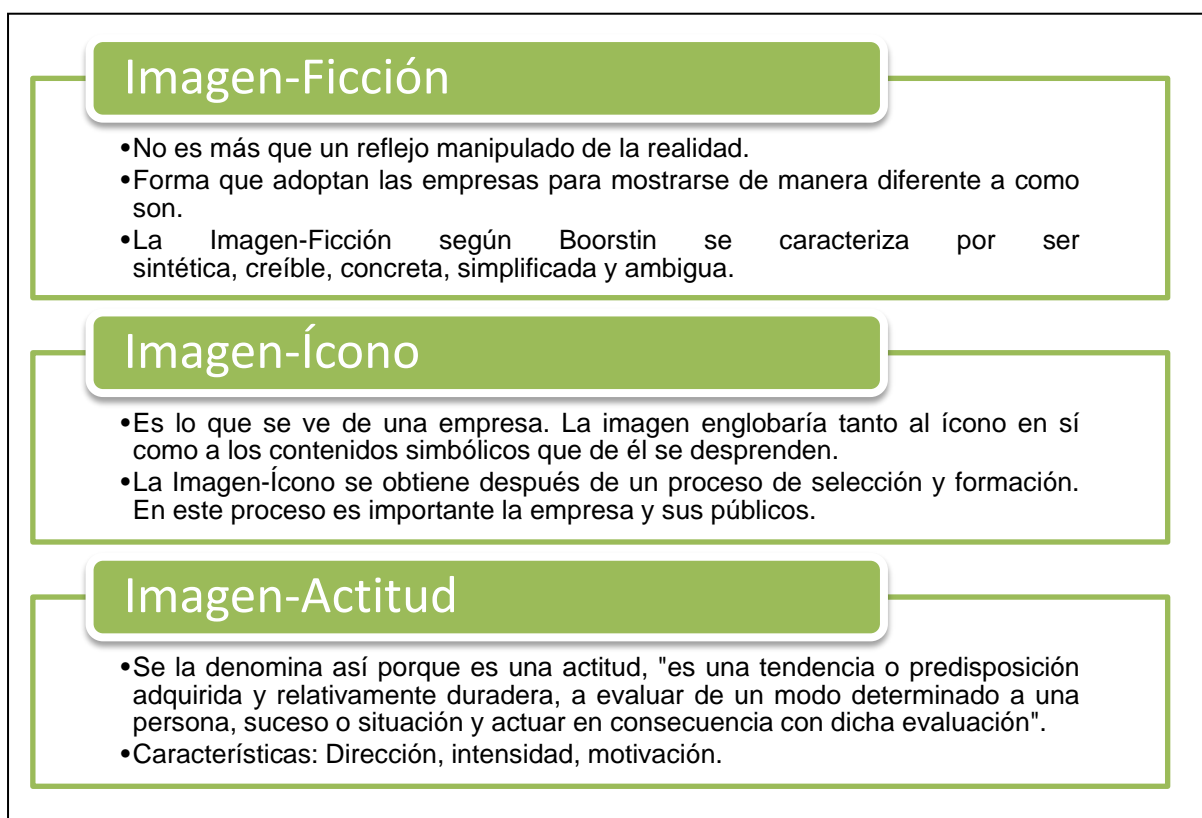 Imagen-Ficción
•No es más que un reflejo manipulado de la realidad.
•Forma que adoptan las empresas para mostrarse de manera diferente a como
son.
•La Imagen-Ficción según Boorstin se caracteriza por ser
sintética, creíble, concreta, simplificada y ambigua.
Imagen-Ícono
•Es lo que se ve de una empresa. La imagen englobaría tanto al ícono en sí
como a los contenidos simbólicos que de él se desprenden.
•La Imagen-Ícono se obtiene después de un proceso de selección y formación.
En este proceso es importante la empresa y sus públicos.
Imagen-Actitud
•Se la denomina así porque es una actitud, "es una tendencia o predisposición
adquirida y relativamente duradera, a evaluar de un modo determinado a una
persona, suceso o situación y actuar en consecuencia con dicha evaluación".
•Características: Dirección, intensidad, motivación.